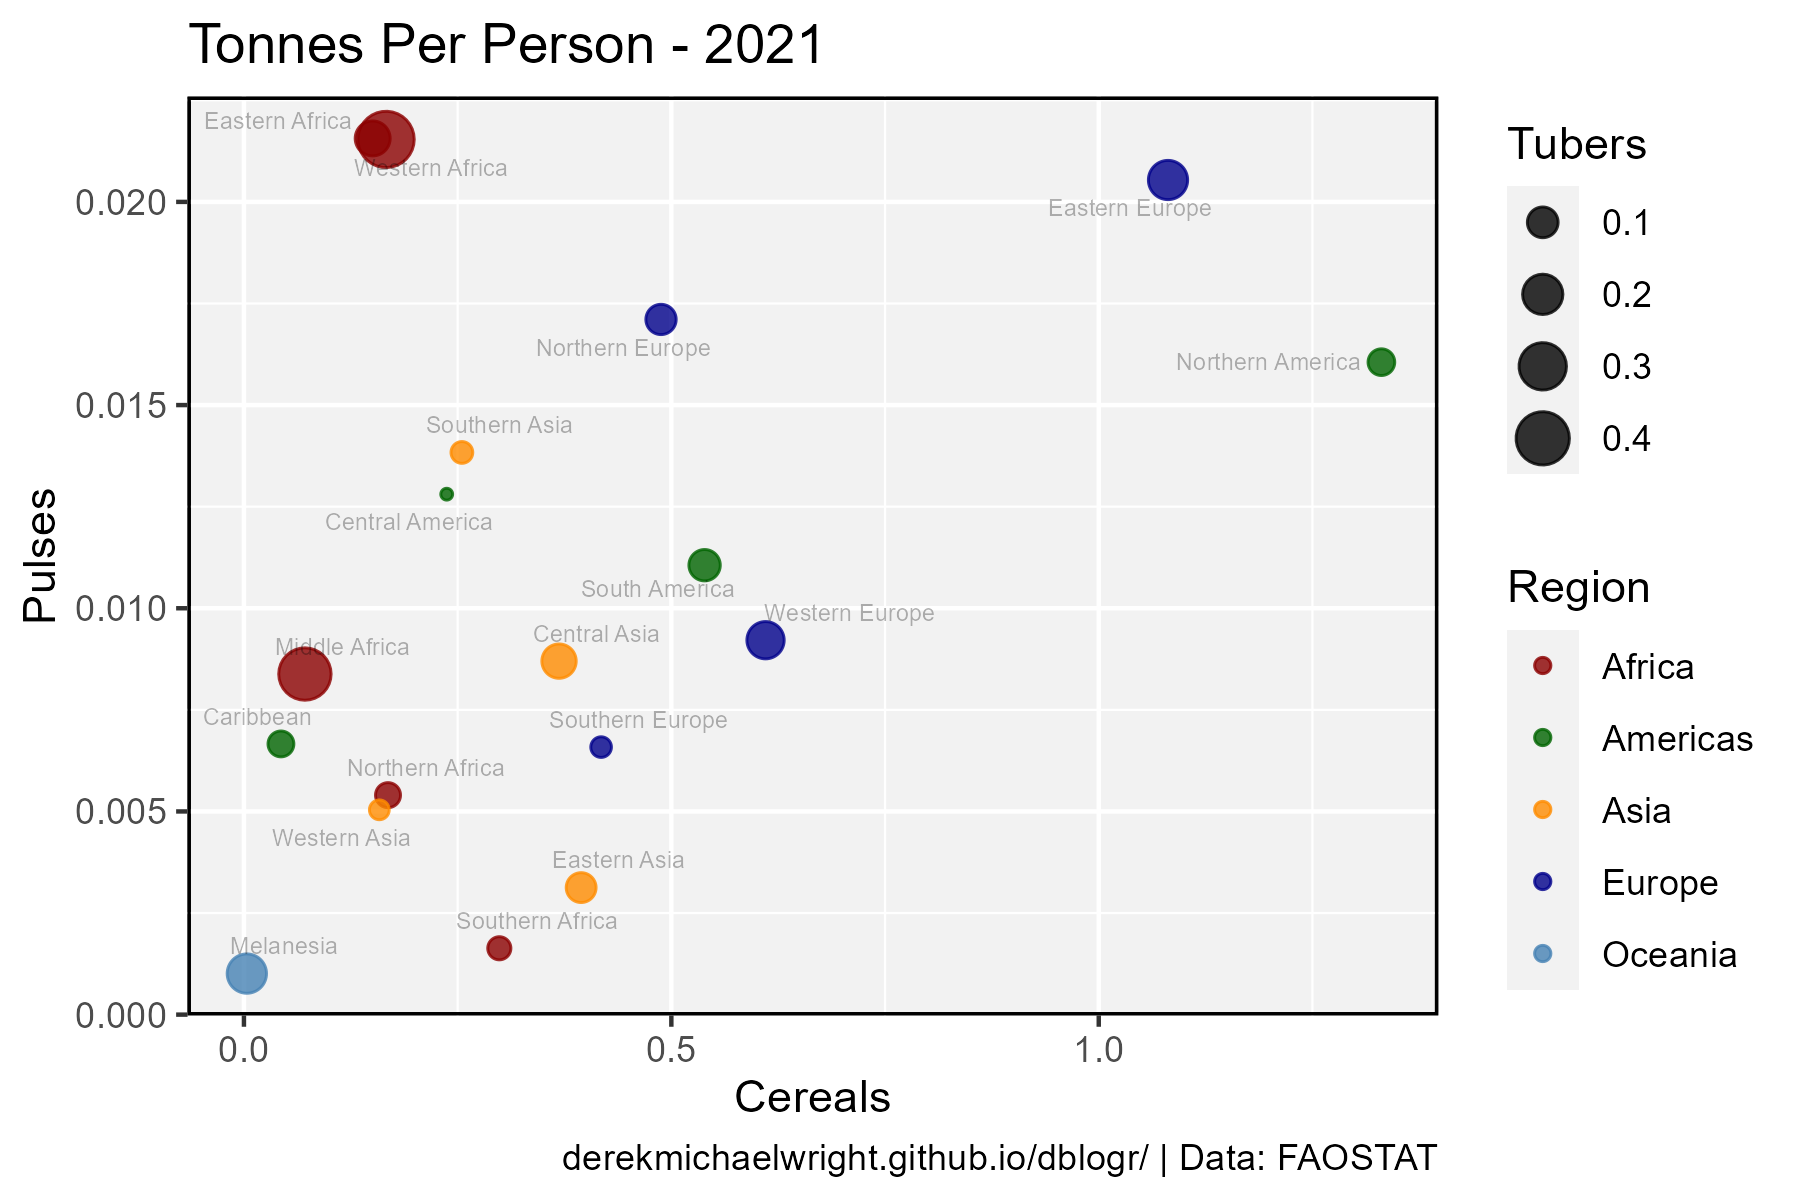 Tonnes Per Person - 2021
Eastern Africa
Western Africa
Eastern Europe
Northern Europe
Northern America
Southern Asia
Central America
South America
Western Europe
Central Asia
Middle Africa
Caribbean
Southern Europe
Northern Africa
Western Asia
Eastern Asia
Southern Africa
Melanesia
Pulses
0.020
0.015
0.010
0.005
0.000
0.0 0.5 1.0
Cereals
Tubers
0.1
0.2
0.3
0.4
Region
Africa
Americas
Asia
Europe
Oceania
derekmichaelwright.github.io/dblogr/ | Data: FAOSTAT